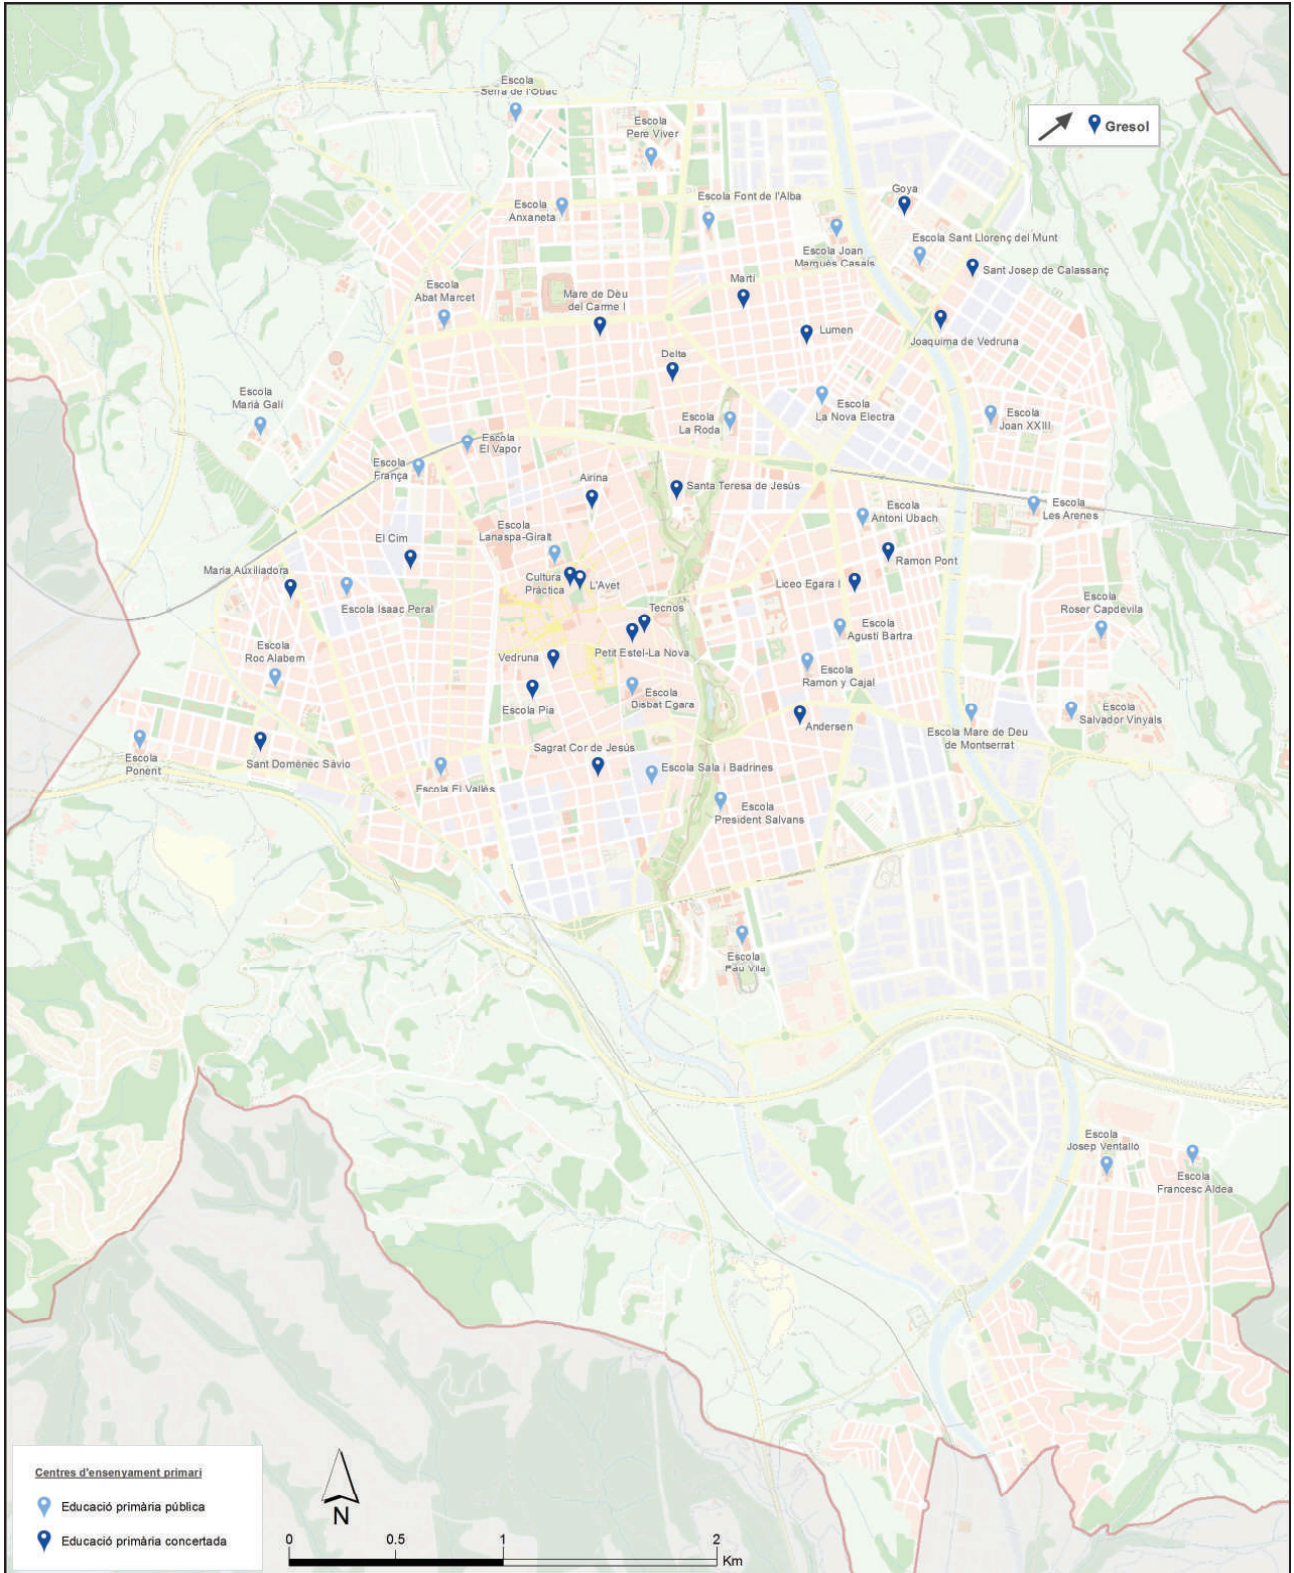 Escola
Serra de l'Obac
Escola
Pere Viver
Gresol
Escola
Anxaneta
Escola Font de l'Alba
Goya
Escola Joan
Marquès Casals
Escola Sant Llorenç del Munt
Sant Josep de Calassanç
Escola
Abat Marcet
Mare de Dèu
del Carme I
Martí
Lumen
Joaquima de Vedruna
Delta
Escola
Marià Galí
Escola
La Roda
Escola
La Nova Electra
Escola
Joan XXIII
Escola
El Vapor
Escola
França
Airina
Santa Teresa de Jesús
Escola
Antoni Ubach
Escola
Les Arenes
Escola
Lanaspa-Giralt
El Cim
Ramon Pont
Maria Auxiliadora
Cultura
Pràctica
L'Avet
Liceo Egara I
Escola Isaac Peral
Tecnos
Escola
Roser Capdevila
Escola
Agustí Bartra
Escola
Roc Alabern
Vedruna
Petit Estel-La Nova
Escola
Ramon y Cajal
Escola Pia
Escola
Bisbat Egara
Andersen
Escola Mare de Deu
de Montserrat
Escola
Salvador Vinyals
Escola
Ponent
Sant Domènec Sàvio
Sagrat Cor de Jesús
Escola El Vallès
Escola Sala i Badrines
Escola
President Salvans
Escola
Pau Vila
Escola
Josep Ventalló
Escola
Francesc Aldea
Centres d'ensenyament primari
Educació primària pública
Educació primària concertada
N
0 0.5 1 2
Km